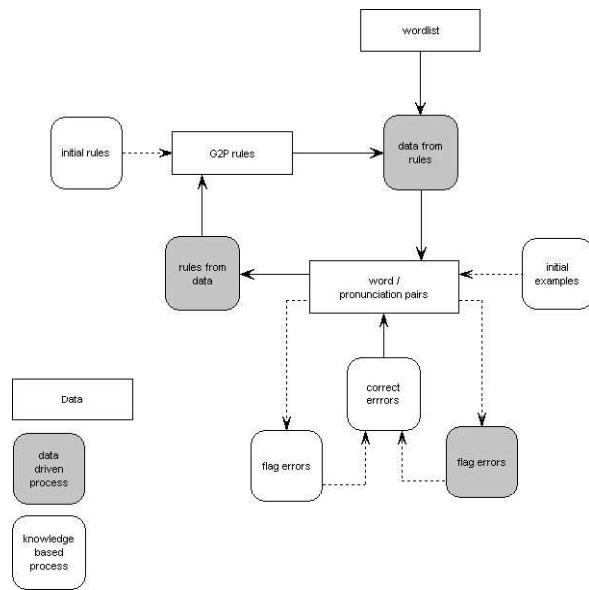 wordlist
initial rules
G2P rules
data from
rules
rules from
data
word /
pronunciation pairs
initial
examples
correct
errrors
flag errors
flag errors
Data
data
driven
process
knowledge
based
process